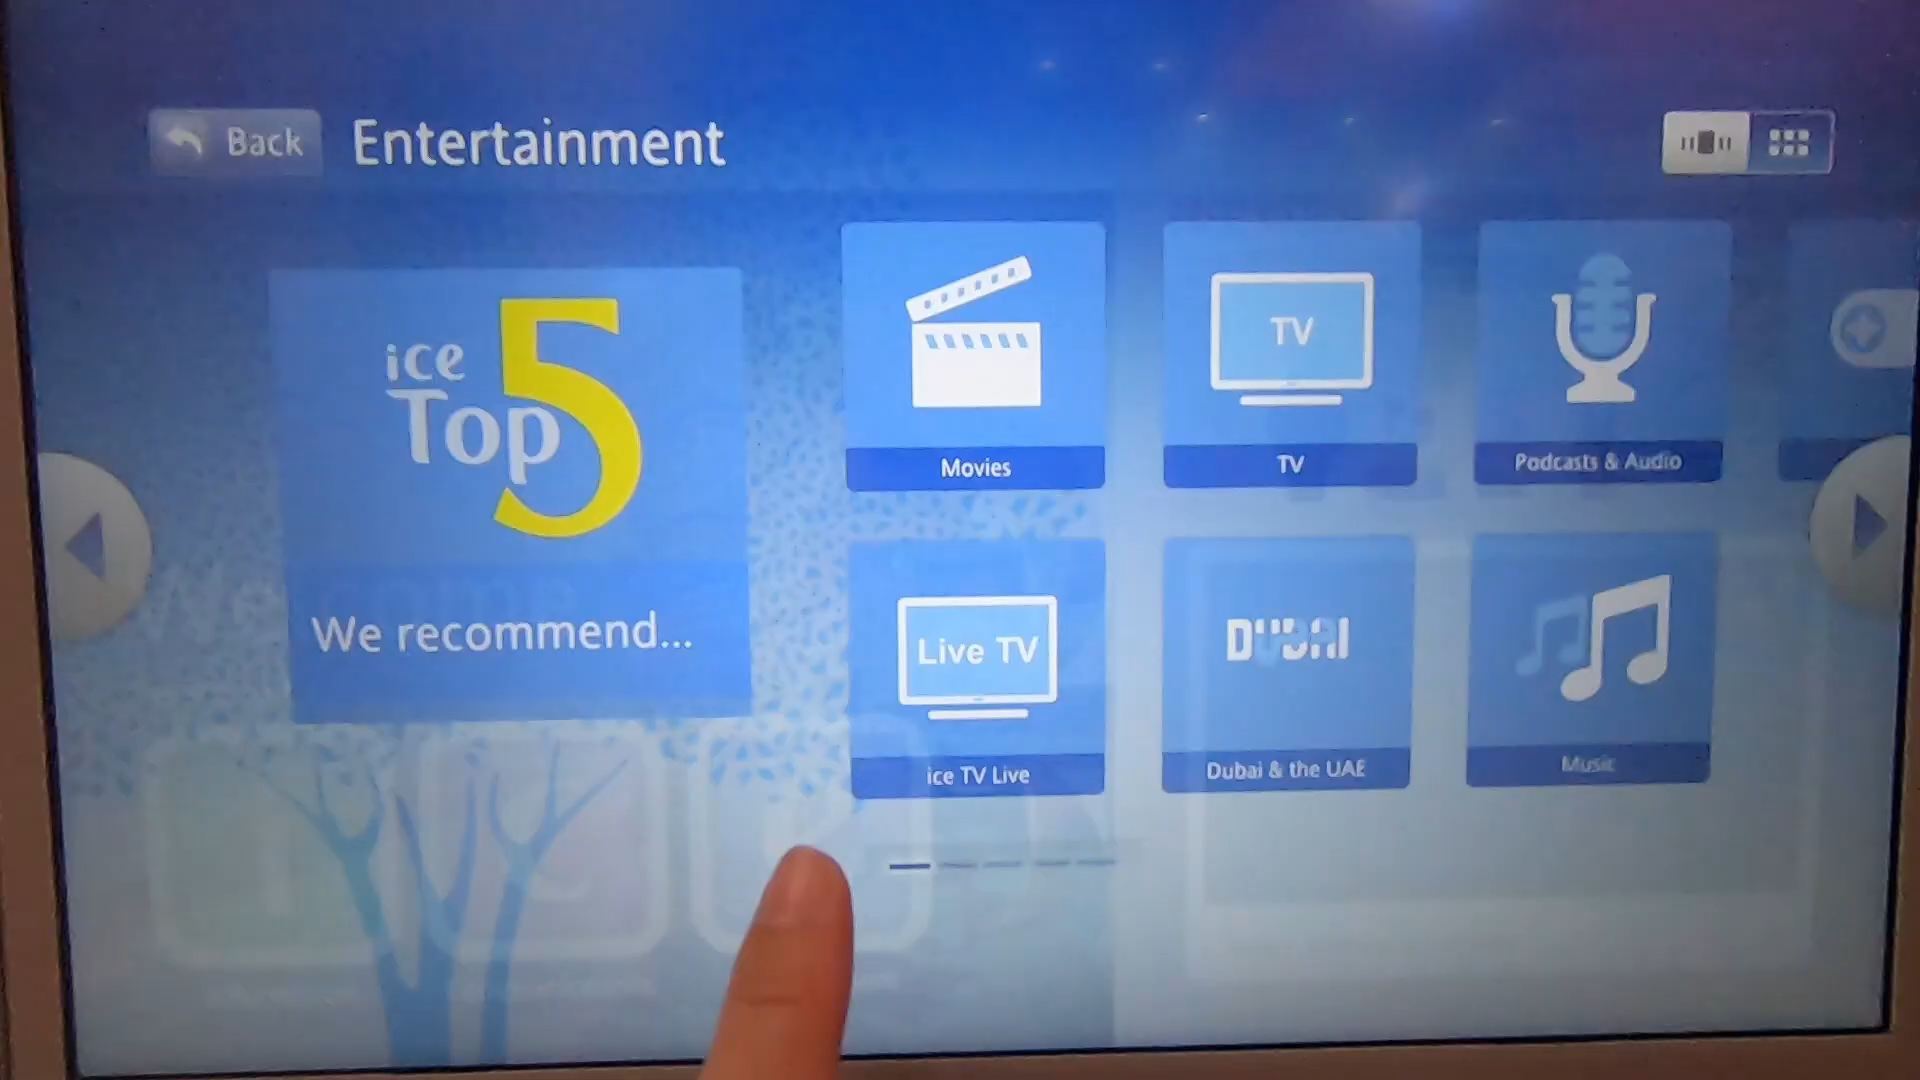 Back
Entertainment
ice
Top 5
We recommend...
TV
Movies
TV
Podcasts & Audio
Live TV
DUBAI
ice TV Live
Dubai & the UAE
Music